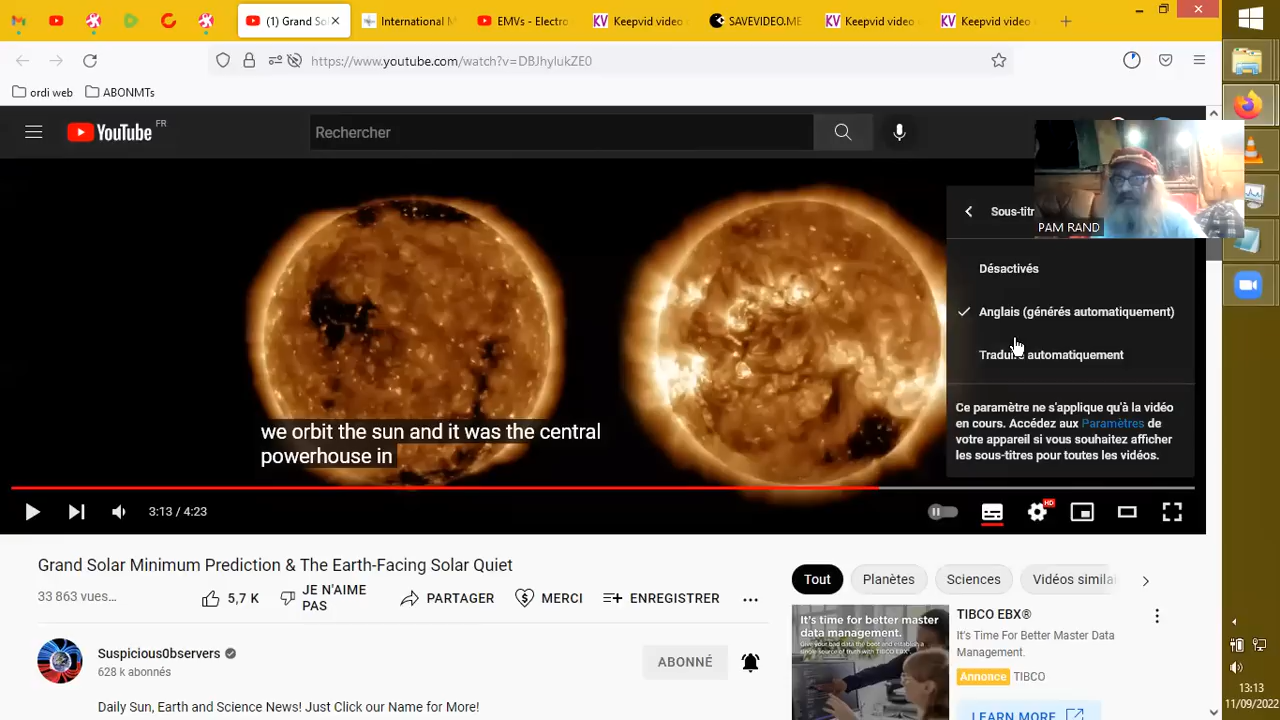 (1) Grand So
International M
EMVs - Electro
Keepvid video
SAVEVIDEO.ME
Keepvid video
Keepvid video
https://www.youtube.com/watch?v=DBJhylukZE0
ordi web
ABONMTs
YouTube FR
Rechercher
Sous-titr
PAM RAND
Désactivés
Anglais (générés automatiquement)
Traduire automatiquement
Ce paramètre ne s'applique qu'à la vidéo
en cours. Accédez aux Paramètres de
votre appareil si vous souhaitez afficher
les sous-titres pour toutes les vidéos.
we orbit the sun and it was the central
powerhouse in
3:13 / 4:23
HD
Grand Solar Minimum Prediction & The Earth-Facing Solar Quiet
33 863 vues...
5,7 K
JE N'AIME
PAS
PARTAGER
MERCI
ENREGISTRER
Suspicious0bservers
628 k abonnés
ABONNÉ
Daily Sun, Earth and Science News! Just Click our Name for More!
Tout
Planètes
Sciences
Vidéos similai
It's time for better master
data management.
TIBCO EBX®
It's Time For Better Master Data
Management.
Annonce TIBCO
LEARN MORE
13:13
11/09/2022